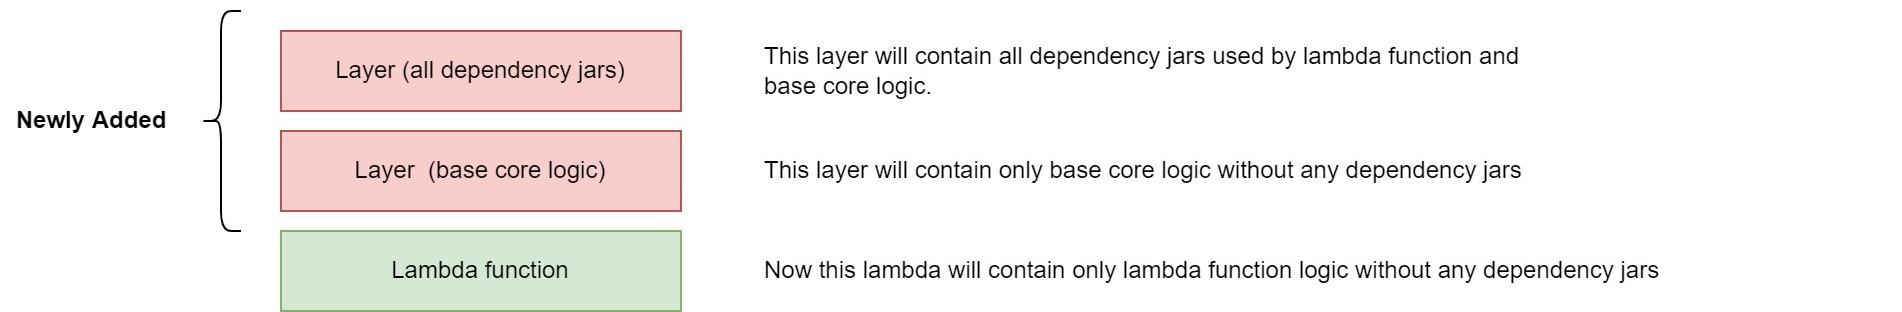 Newly Added
Layer (all dependency jars)
This layer will contain all dependency jars used by lambda function and
base core logic.
Layer  (base core logic)
This layer will contain only base core logic without any dependency jars
Lambda function
Now this lambda will contain only lambda function logic without any dependency jars